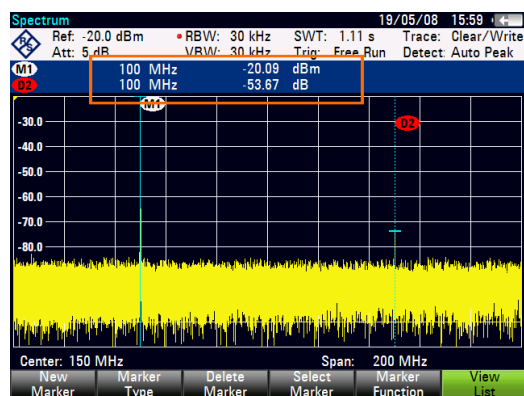 Spectrum 19/05/08 15:59
Ref: -20.0 dBm • RBW: 30 kHz SWT: 1.11 s Trace: Clear/Write
Att: 5 dB VBW: 30 kHz Trig: Free Run Detect: Auto Peak
M1 100 MHz -20.09 dBm
D2 100 MHz -53.67 dB
M1
D2
-30.0
-40.0
-50.0
-60.0
-70.0
-80.0
Center: 150 MHz Span: 200 MHz
New Marker Delete Select Marker View
Marker Type Marker Marker Function List